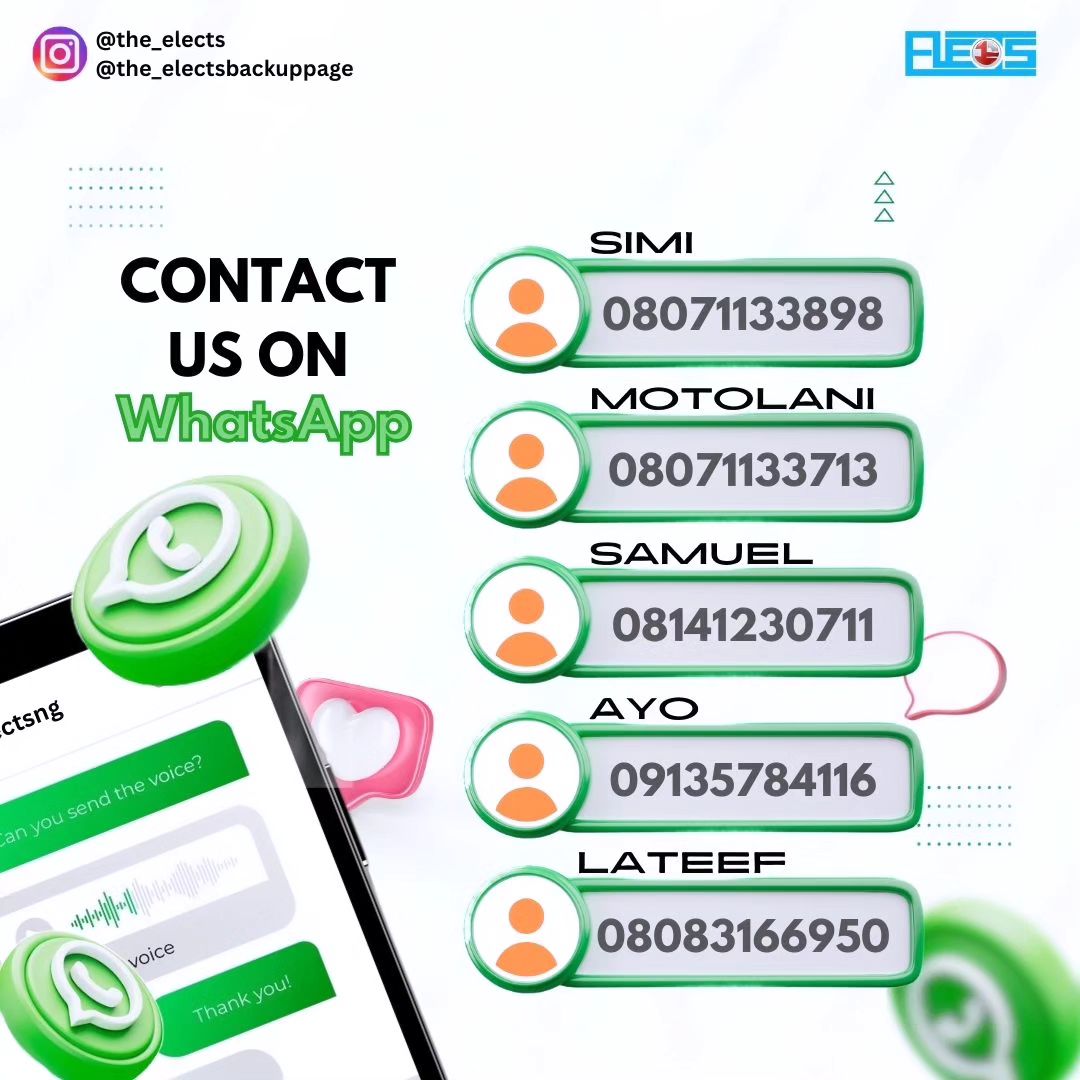 @the_elects
@the_electsbackuppage
CONTACT
US ON
WhatsApp
SIMI
08071133898
MOTOLANI
08071133713
SAMUEL
08141230711
AYO
09135784116
LATEEF
08083166950
ctsng
Can you send the voice?
voice
Thank you!